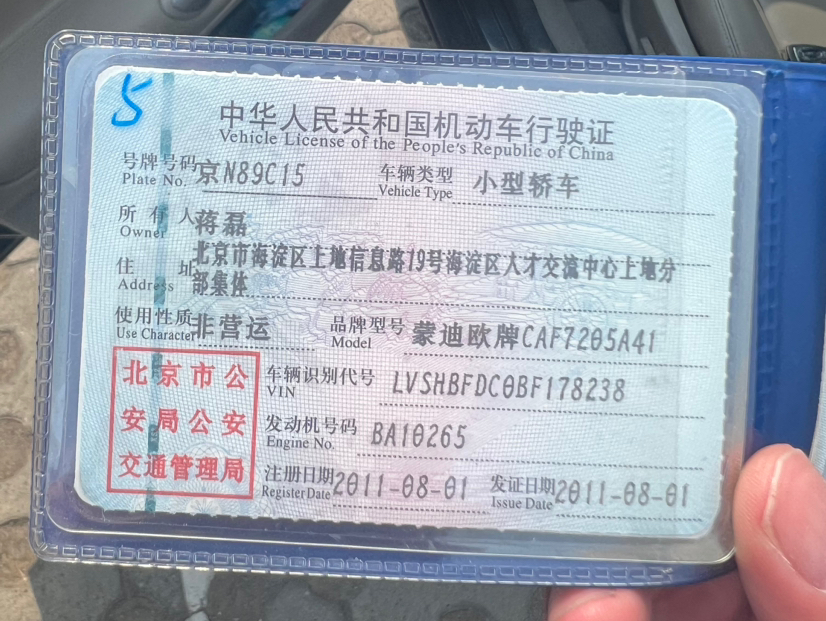 5
中华人民共和国机动车行驶证
Vehicle License of the People's Republic of China
号牌号码 京N89C15 车辆类型 小型轿车
Plate No. Vehicle Type
所有人 蒋磊
Owner
住址 北京市海淀区上地信息路19号海淀区人才交流中心上地分
Address 部集体
使用性质 非营运 品牌型号 蒙迪欧牌CAF7205A41
Use Character Model
北京市公
安局公安
交通管理局
车辆识别代号 LVSHBFDC0BF178238
VIN
发动机号码 BA10265
Engine No.
注册日期 2011-08-01 发证日期 2011-08-01
Register Date Issue Date